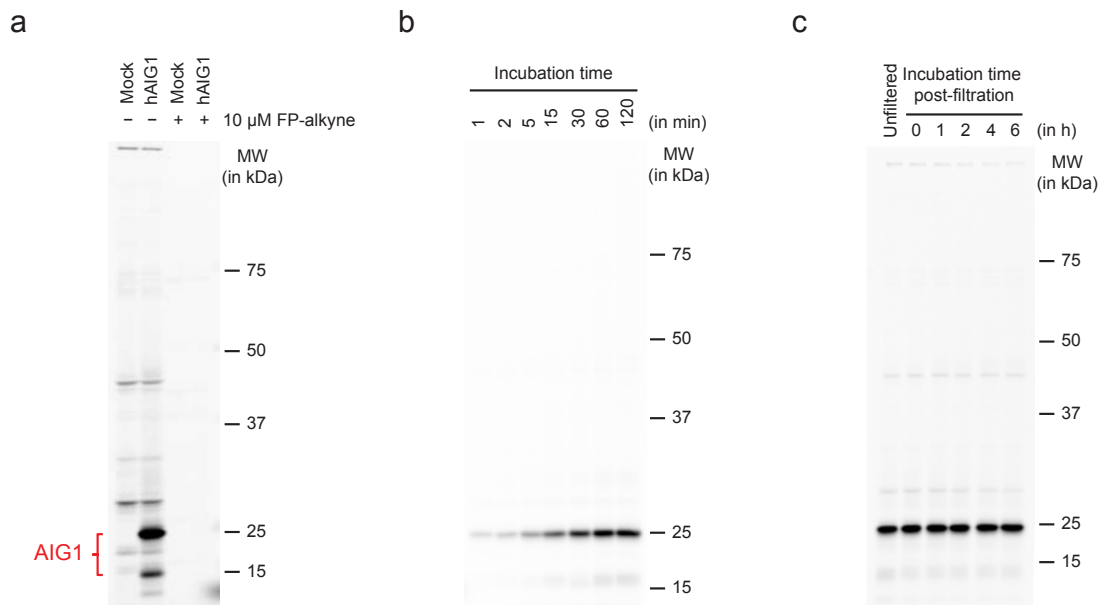 a
Mock
hAIG1
Mock
hAIG1
– – + + 10 µM FP-alkyne
MW
(in kDa)
75
50
37
25
15
AIG1
b
Incubation time
1 2 5 15 30 60 120 (in min)
MW
(in kDa)
75
50
37
25
15
c
Unfiltered
Incubation time
post-filtration
0 1 2 4 6 (in h)
MW
(in kDa)
75
50
37
25
15